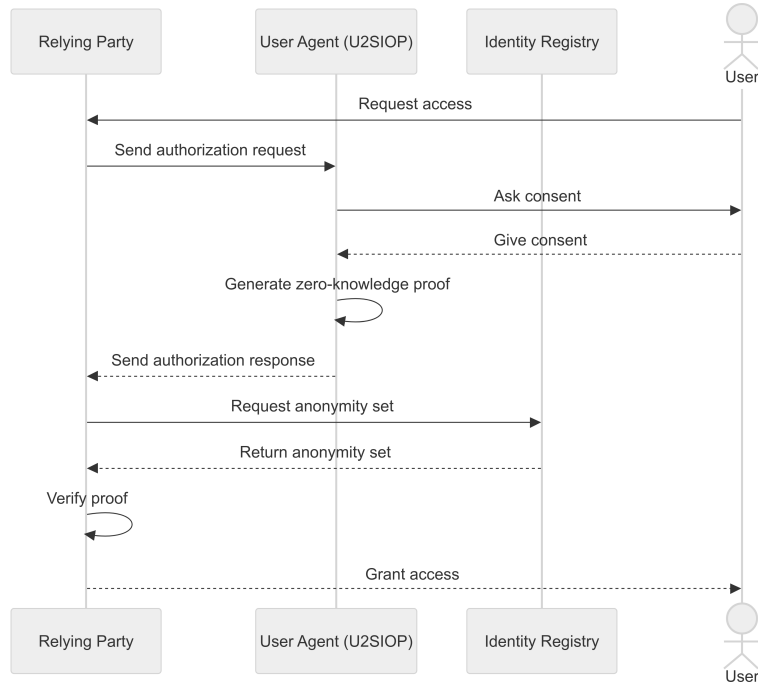 Relying Party
User Agent (U2SIOP)
Identity Registry
User
Request access
Send authorization request
Ask consent
Give consent
Generate zero-knowledge proof
Send authorization response
Request anonymity set
Return anonymity set
Verify proof
Grant access
Relying Party
User Agent (U2SIOP)
Identity Registry
User